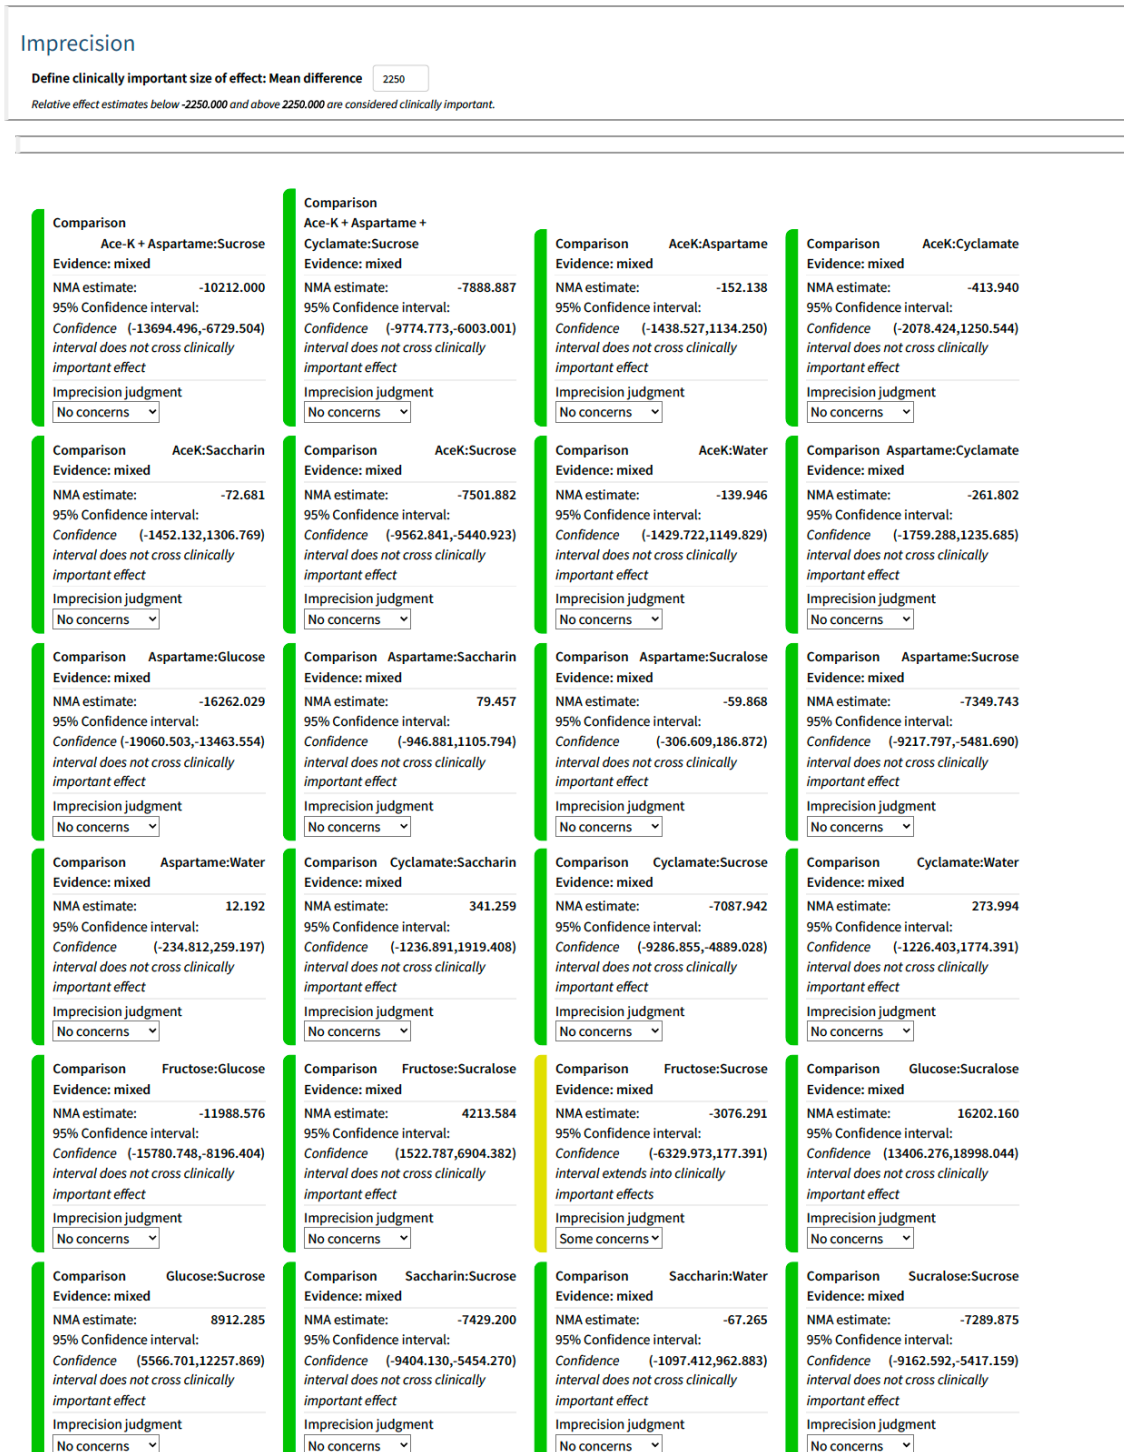 Imprecision
Define clinically important size of effect: Mean difference 2250
Relative effect estimates below -2250.000 and above 2250.000 are considered clinically important.
Comparison
Ace-K + Aspartame:Sucrose
Evidence: mixed
NMA estimate: -10212.000
95% Confidence interval:
Confidence (-13694.496,-6729.504)
interval does not cross clinically
important effect
Imprecision judgment
No concerns
Comparison
Ace-K + Aspartame +
Cyclamate:Sucrose
Evidence: mixed
NMA estimate: -7888.887
95% Confidence interval:
Confidence (-9774.773,-6003.001)
interval does not cross clinically
important effect
Imprecision judgment
No concerns
Comparison AceK:Aspartame
Evidence: mixed
NMA estimate: -152.138
95% Confidence interval:
Confidence (-1438.527,1134.250)
interval does not cross clinically
important effect
Imprecision judgment
No concerns
Comparison AceK:Cyclamate
Evidence: mixed
NMA estimate: -413.940
95% Confidence interval:
Confidence (-2078.424,1250.544)
interval does not cross clinically
important effect
Imprecision judgment
No concerns
Comparison AceK:Saccharin
Evidence: mixed
NMA estimate: -72.681
95% Confidence interval:
Confidence (-1452.132,1306.769)
interval does not cross clinically
important effect
Imprecision judgment
No concerns
Comparison AceK:Sucrose
Evidence: mixed
NMA estimate: -7501.882
95% Confidence interval:
Confidence (-9562.841,-5440.923)
interval does not cross clinically
important effect
Imprecision judgment
No concerns
Comparison AceK:Water
Evidence: mixed
NMA estimate: -139.946
95% Confidence interval:
Confidence (-1429.722,1149.829)
interval does not cross clinically
important effect
Imprecision judgment
No concerns
Comparison Aspartame:Cyclamate
Evidence: mixed
NMA estimate: -261.802
95% Confidence interval:
Confidence (-1759.288,1235.685)
interval does not cross clinically
important effect
Imprecision judgment
No concerns
Comparison Aspartame:Glucose
Evidence: mixed
NMA estimate: -16262.029
95% Confidence interval:
Confidence (-19060.503,-13463.554)
interval does not cross clinically
important effect
Imprecision judgment
No concerns
Comparison Aspartame:Saccharin
Evidence: mixed
NMA estimate: 79.457
95% Confidence interval:
Confidence (-946.881,1105.794)
interval does not cross clinically
important effect
Imprecision judgment
No concerns
Comparison Aspartame:Sucralose
Evidence: mixed
NMA estimate: -59.868
95% Confidence interval:
Confidence (-306.609,186.872)
interval does not cross clinically
important effect
Imprecision judgment
No concerns
Comparison Aspartame:Sucrose
Evidence: mixed
NMA estimate: -7349.743
95% Confidence interval:
Confidence (-9217.797,-5481.690)
interval does not cross clinically
important effect
Imprecision judgment
No concerns
Comparison Aspartame:Water
Evidence: mixed
NMA estimate: 12.192
95% Confidence interval:
Confidence (-234.812,259.197)
interval does not cross clinically
important effect
Imprecision judgment
No concerns
Comparison Cyclamate:Saccharin
Evidence: mixed
NMA estimate: 341.259
95% Confidence interval:
Confidence (-1236.891,1919.408)
interval does not cross clinically
important effect
Imprecision judgment
No concerns
Comparison Cyclamate:Sucrose
Evidence: mixed
NMA estimate: -7087.942
95% Confidence interval:
Confidence (-9286.855,-4889.028)
interval does not cross clinically
important effect
Imprecision judgment
No concerns
Comparison Cyclamate:Water
Evidence: mixed
NMA estimate: 273.994
95% Confidence interval:
Confidence (-1226.403,1774.391)
interval does not cross clinically
important effect
Imprecision judgment
No concerns
Comparison Fructose:Glucose
Evidence: mixed
NMA estimate: -11988.576
95% Confidence interval:
Confidence (-15780.748,-8196.404)
interval does not cross clinically
important effect
Imprecision judgment
No concerns
Comparison Fructose:Sucralose
Evidence: mixed
NMA estimate: 4213.584
95% Confidence interval:
Confidence (1522.787,6904.382)
interval does not cross clinically
important effect
Imprecision judgment
No concerns
Comparison Fructose:Sucrose
Evidence: mixed
NMA estimate: -3076.291
95% Confidence interval:
Confidence (-6329.973,177.391)
interval extends into clinically
important effects
Imprecision judgment
Some concerns
Comparison Glucose:Sucralose
Evidence: mixed
NMA estimate: 16202.160
95% Confidence interval:
Confidence (13406.276,18998.044)
interval does not cross clinically
important effect
Imprecision judgment
No concerns
Comparison Glucose:Sucrose
Evidence: mixed
NMA estimate: 8912.285
95% Confidence interval:
Confidence (5566.701,12257.869)
interval does not cross clinically
important effect
Imprecision judgment
No concerns
Comparison Saccharin:Sucrose
Evidence: mixed
NMA estimate: -7429.200
95% Confidence interval:
Confidence (-9404.130,-5454.270)
interval does not cross clinically
important effect
Imprecision judgment
No concerns
Comparison Saccharin:Water
Evidence: mixed
NMA estimate: -67.265
95% Confidence interval:
Confidence (-1097.412,962.883)
interval does not cross clinically
important effect
Imprecision judgment
No concerns
Comparison Sucralose:Sucrose
Evidence: mixed
NMA estimate: -7289.875
95% Confidence interval:
Confidence (-9162.592,-5417.159)
interval does not cross clinically
important effect
Imprecision judgment
No concerns